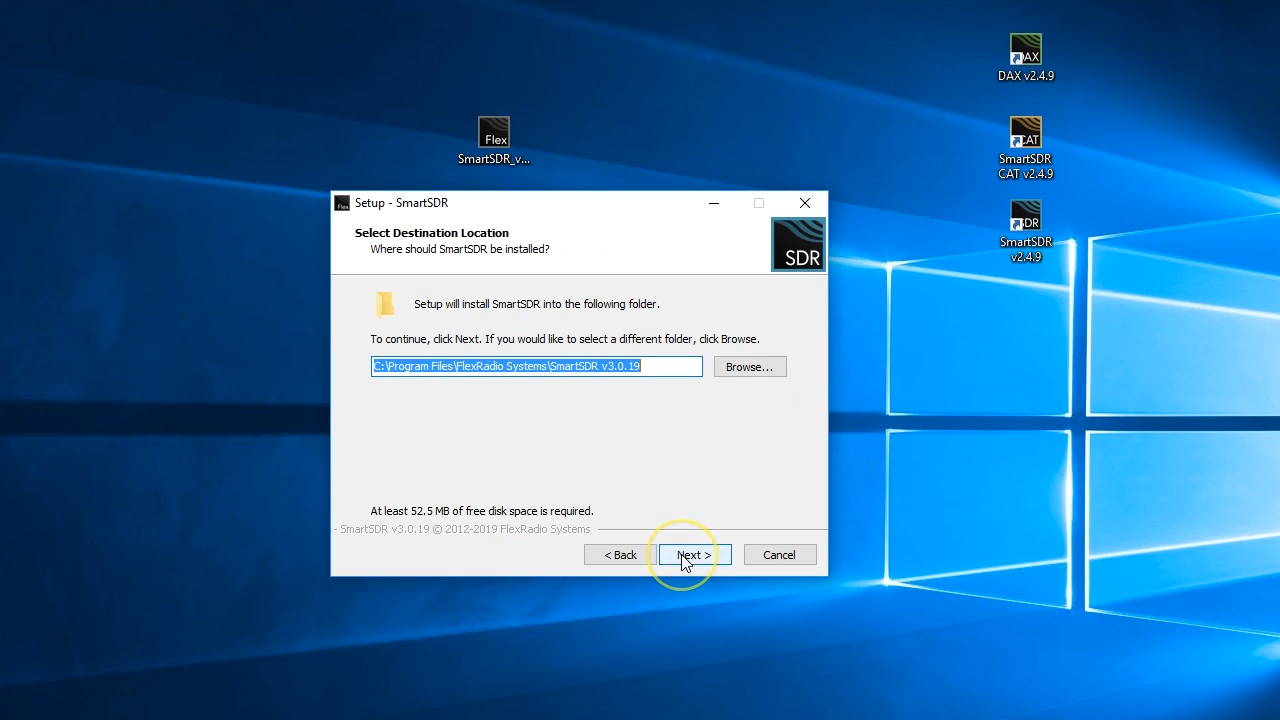 DAX
DAX v2.4.9
Flex
SmartSDR_v...
CAT
SmartSDR
CAT v2.4.9
SDR
SmartSDR
v2.4.9
Flex
Setup - SmartSDR
Select Destination Location
Where should SmartSDR be installed?
SDR
Setup will install SmartSDR into the following folder.
To continue, click Next. If you would like to select a different folder, click Browse.
C:\Program Files\FlexRadio Systems\SmartSDR v3.0.19
Browse...
At least 52.5 MB of free disk space is required.
- SmartSDR v3.0.19 © 2012-2019 FlexRadio Systems
< Back
Next >
Cancel